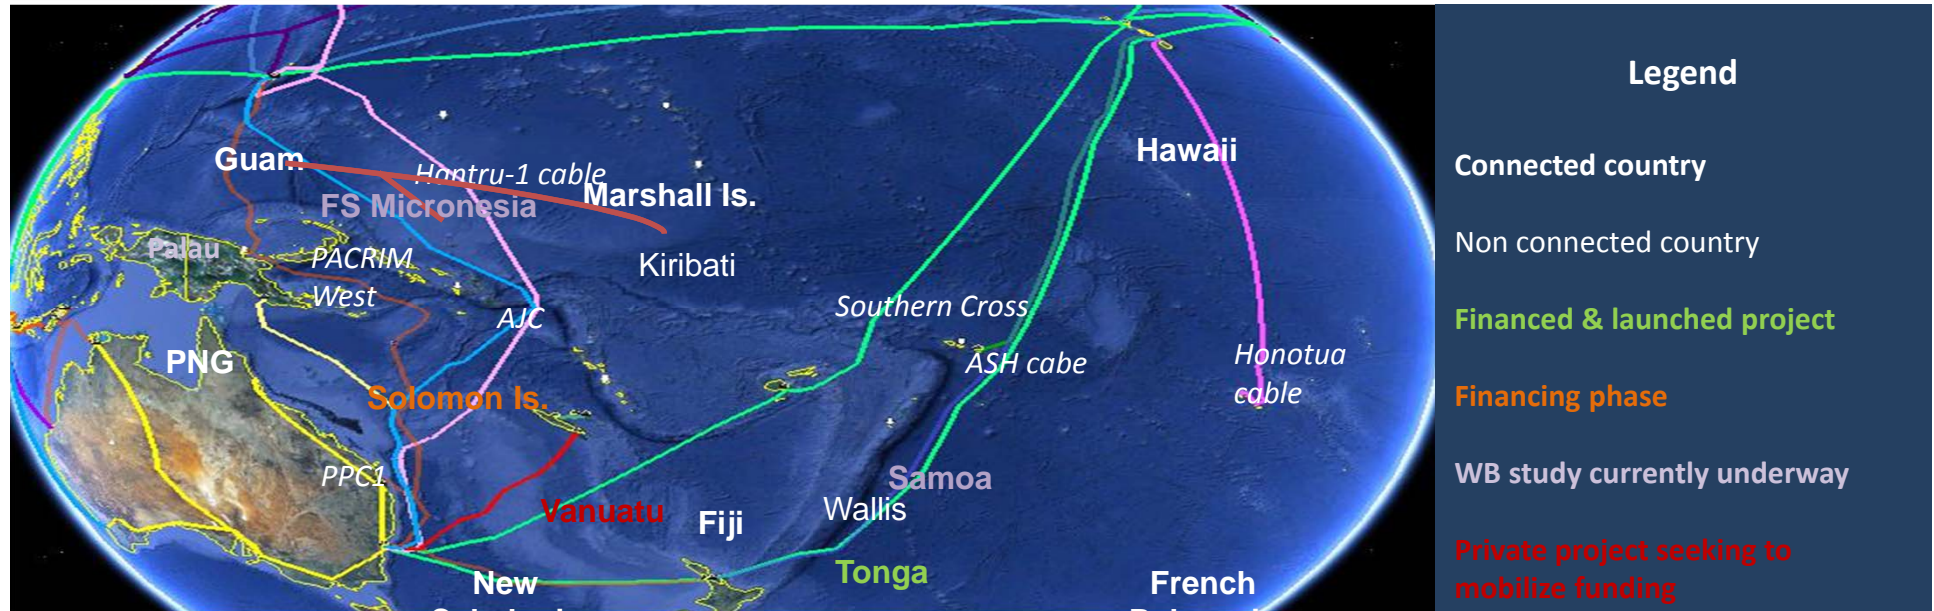 Guam
Hantru-1 cable
Hawaii
Marshall Is.
FS Micronesia
Palau
PACRIM
West
Kiribati
AJC
Southern Cross
PNG
ASH cabe
Honotua
cable
Solomon Is.
PPC1
Samoa
Vanuatu
Wallis
Fiji
Tonga
New
French
Legend
Connected country
Non connected country
Financed & launched project
Financing phase
WB study currently underway
Private project seeking to
mobilize funding